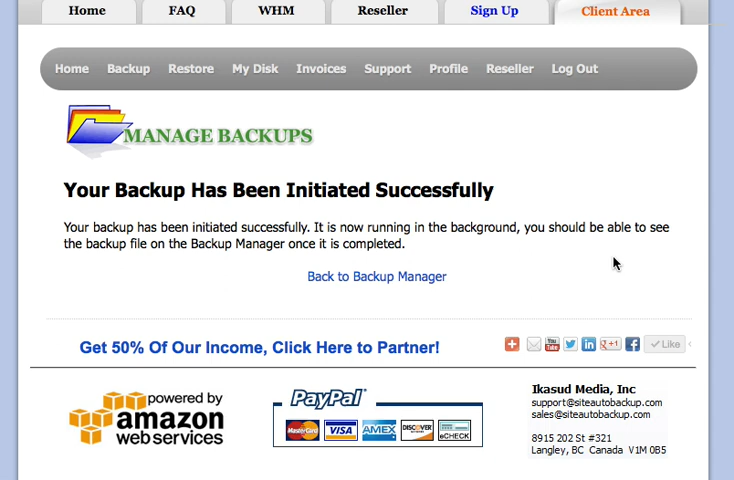 Home FAQ WHM Reseller Sign Up Client Area
Home Backup Restore My Disk Invoices Support Profile Reseller Log Out
MANAGE BACKUPS
Your Backup Has Been Initiated Successfully
Your backup has been initiated successfully. It is now running in the background, you should be able to see
the backup file on the Backup Manager once it is completed.
Back to Backup Manager
Get 50% Of Our Income, Click Here to Partner!
You Tube
g +1
Like
powered by
amazon
web services
PayPal
MasterCard VISA AMEX DISCOVER eCHECK
Ikasud Media, Inc
support@siteautobackup.com
sales@siteautobackup.com
8915 202 St #321
Langley, BC Canada V1M 0B5